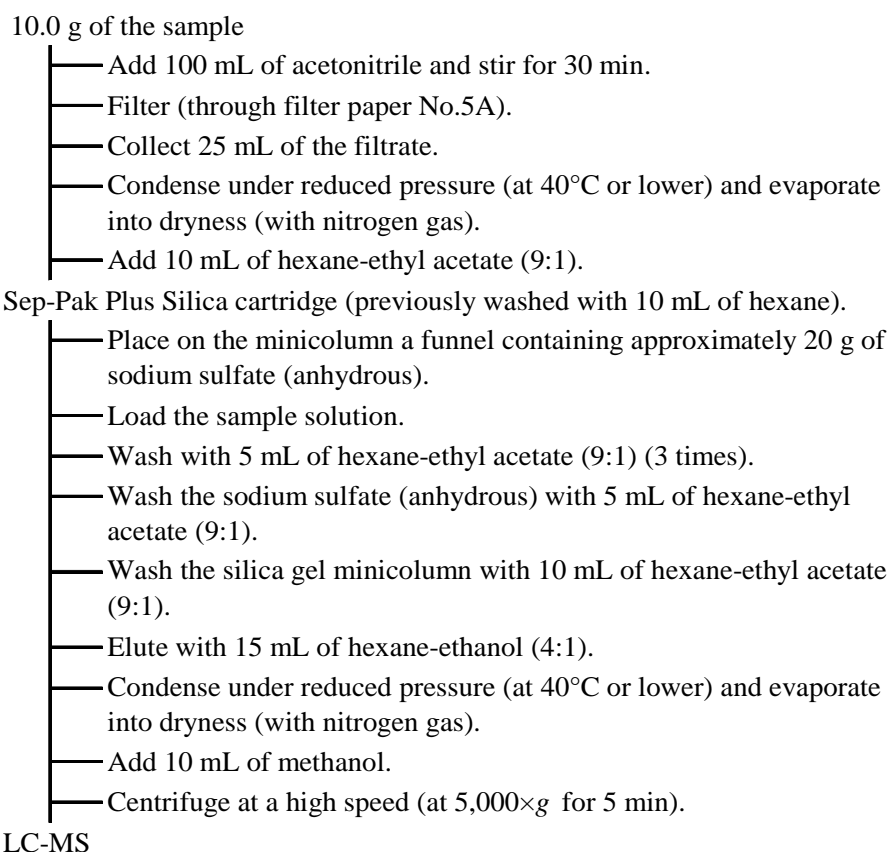 10.0 g of the sample
Add 100 mL of acetonitrile and stir for 30 min.
Filter (through filter paper No.5A).
Collect 25 mL of the filtrate.
Condense under reduced pressure (at 40°C or lower) and evaporate
into dryness (with nitrogen gas).
Add 10 mL of hexane-ethyl acetate (9:1).
Sep-Pak Plus Silica cartridge (previously washed with 10 mL of hexane).
Place on the minicolumn a funnel containing approximately 20 g of
sodium sulfate (anhydrous).
Load the sample solution.
Wash with 5 mL of hexane-ethyl acetate (9:1) (3 times).
Wash the sodium sulfate (anhydrous) with 5 mL of hexane-ethyl
acetate (9:1).
Wash the silica gel minicolumn with 10 mL of hexane-ethyl acetate
(9:1).
Elute with 15 mL of hexane-ethanol (4:1).
Condense under reduced pressure (at 40°C or lower) and evaporate
into dryness (with nitrogen gas).
Add 10 mL of methanol.
Centrifuge at a high speed (at 5,000×g for 5 min).
LC-MS